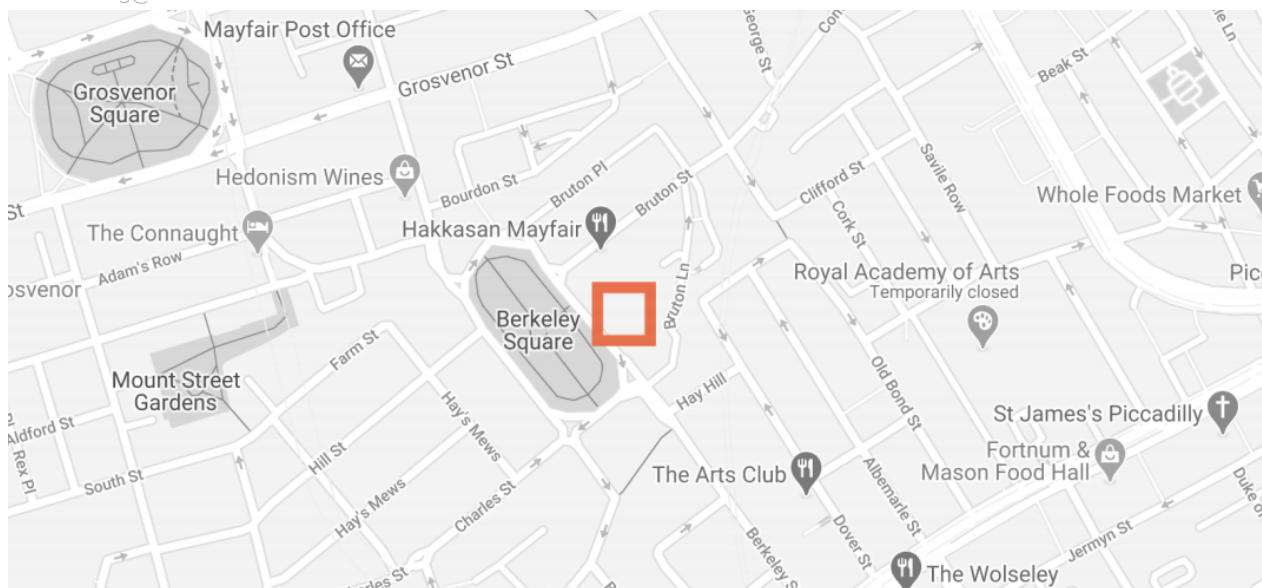 Mayfair Post Office
Grosvenor
Square
Grosvenor St
George St
Beak St
Hedonism Wines
Bourdon St
Bruton Pl
Bruton St
Clifford St
Savile Row
Whole Foods Market
St
The Connaught
Hakkasan Mayfair
Cork St
Adam's Row
Royal Academy of Arts
Temporarily closed
Bruton Ln
Berkeley
Square
Farm St
Mount Street
Gardens
Old Bond St
Hay Hill
St James's Piccadilly
Aldford St
Rex Pl
Hay's Mews
Hill St
South St
Fortnum &
Mason Food Hall
The Arts Club
Albemarle St
Charles St
Hay's Mews
Dover St
Jermyn St
Berkeley S
Charles St
The Wolseley